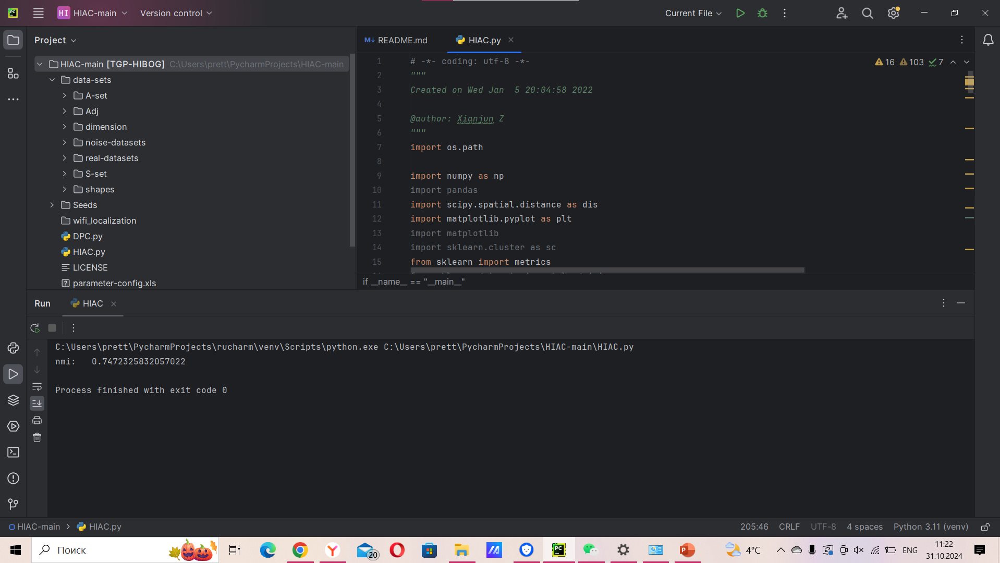 HI HIAC-main Version control Current File
Project
README.md HIAC.py
HIAC-main [TGP-HIBOG] C:\Users\prett\PycharmProjects\HIAC-main
data-sets
A-set
Adj
dimension
noise-datasets
real-datasets
S-set
shapes
Seeds
wifi_localization
DPC.py
HIAC.py
LICENSE
parameter-config.xls
16 103 7
1 # -*- coding: utf-8 -*-
2 """
3 Created on Wed Jan  5 20:04:58 2022
4
5 @author: Xianjun Z
6 """
7 import os.path
8
9 import numpy as np
10 import pandas
11 import scipy.spatial.distance as dis
12 import matplotlib.pyplot as plt
13 import matplotlib
14 import sklearn.cluster as sc
15 from sklearn import metrics
if __name__ == "__main__"
Run HIAC
C:\Users\prett\PycharmProjects\rucharm\venv\Scripts\python.exe C:\Users\prett\PycharmProjects\HIAC-main\HIAC.py
nmi:   0.7472325832057022
Process finished with exit code 0
HIAC-main > HIAC.py
205:46 CRLF UTF-8 4 spaces Python 3.11 (venv)
Поиск
20
4°C
ENG
11:22
31.10.2024